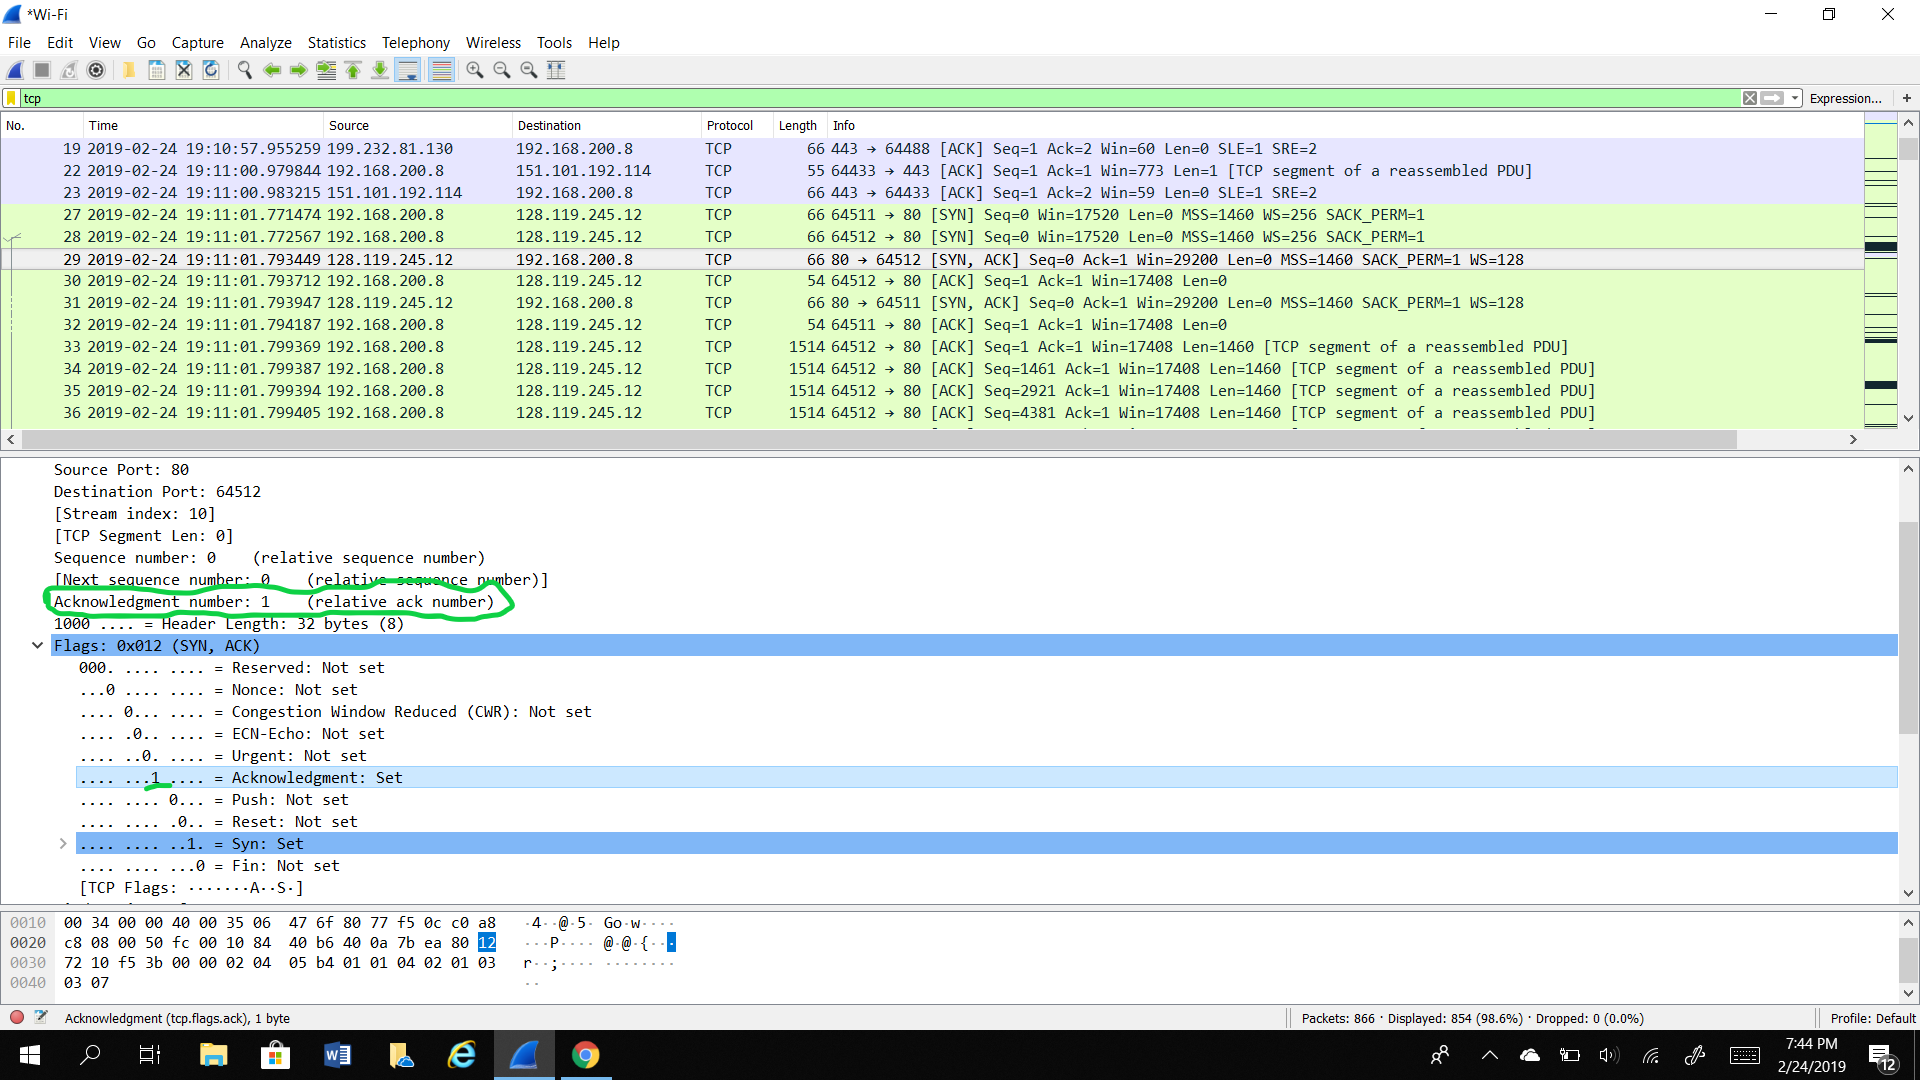 *Wi-Fi
File Edit View Go Capture Analyze Statistics Telephony Wireless Tools Help
tcp Expression... +
No. Time Source Destination Protocol Length Info
19 2019-02-24 19:10:57.955259 199.232.81.130 192.168.200.8 TCP 66 443 → 64488 [ACK] Seq=1 Ack=2 Win=60 Len=0 SLE=1 SRE=2
22 2019-02-24 19:11:00.979844 192.168.200.8 151.101.192.114 TCP 55 64433 → 443 [ACK] Seq=1 Ack=1 Win=773 Len=1 [TCP segment of a reassembled PDU]
23 2019-02-24 19:11:00.983215 151.101.192.114 192.168.200.8 TCP 66 443 → 64433 [ACK] Seq=1 Ack=2 Win=59 Len=0 SLE=1 SRE=2
27 2019-02-24 19:11:01.771474 192.168.200.8 128.119.245.12 TCP 66 64511 → 80 [SYN] Seq=0 Win=17520 Len=0 MSS=1460 WS=256 SACK_PERM=1
28 2019-02-24 19:11:01.772567 192.168.200.8 128.119.245.12 TCP 66 64512 → 80 [SYN] Seq=0 Win=17520 Len=0 MSS=1460 WS=256 SACK_PERM=1
29 2019-02-24 19:11:01.793449 128.119.245.12 192.168.200.8 TCP 66 80 → 64512 [SYN, ACK] Seq=0 Ack=1 Win=29200 Len=0 MSS=1460 SACK_PERM=1 WS=128
30 2019-02-24 19:11:01.793712 192.168.200.8 128.119.245.12 TCP 54 64512 → 80 [ACK] Seq=1 Ack=1 Win=17408 Len=0
31 2019-02-24 19:11:01.793947 128.119.245.12 192.168.200.8 TCP 66 80 → 64511 [SYN, ACK] Seq=0 Ack=1 Win=29200 Len=0 MSS=1460 SACK_PERM=1 WS=128
32 2019-02-24 19:11:01.794187 192.168.200.8 128.119.245.12 TCP 54 64511 → 80 [ACK] Seq=1 Ack=1 Win=17408 Len=0
33 2019-02-24 19:11:01.799369 192.168.200.8 128.119.245.12 TCP 1514 64512 → 80 [ACK] Seq=1 Ack=1 Win=17408 Len=1460 [TCP segment of a reassembled PDU]
34 2019-02-24 19:11:01.799387 192.168.200.8 128.119.245.12 TCP 1514 64512 → 80 [ACK] Seq=1461 Ack=1 Win=17408 Len=1460 [TCP segment of a reassembled PDU]
35 2019-02-24 19:11:01.799394 192.168.200.8 128.119.245.12 TCP 1514 64512 → 80 [ACK] Seq=2921 Ack=1 Win=17408 Len=1460 [TCP segment of a reassembled PDU]
36 2019-02-24 19:11:01.799405 192.168.200.8 128.119.245.12 TCP 1514 64512 → 80 [ACK] Seq=4381 Ack=1 Win=17408 Len=1460 [TCP segment of a reassembled PDU]
Source Port: 80
Destination Port: 64512
[Stream index: 10]
[TCP Segment Len: 0]
Sequence number: 0 (relative sequence number)
[Next sequence number: 0 (relative sequence number)]
Acknowledgment number: 1 (relative ack number)
1000 .... = Header Length: 32 bytes (8)
Flags: 0x012 (SYN, ACK)
000. .... .... = Reserved: Not set
...0 .... .... = Nonce: Not set
.... 0... .... = Congestion Window Reduced (CWR): Not set
.... .0.. .... = ECN-Echo: Not set
.... ..0. .... = Urgent: Not set
.... ...1 .... = Acknowledgment: Set
.... .... 0... = Push: Not set
.... .... .0.. = Reset: Not set
.... .... ..1. = Syn: Set
.... .... ...0 = Fin: Not set
[TCP Flags: ·······A··S·]
0010 00 34 00 00 40 00 35 06 47 6f 80 77 f5 0c c0 a8 ·4··@·5· Go·w····
0020 c8 08 00 50 fc 00 10 84 40 b6 40 0a 7b ea 80 12 ···P···· @·@·{···
0030 72 10 f5 3b 00 00 02 04 05 b4 01 01 04 02 01 03 r··;···· ········
0040 03 07 ··
Acknowledgment (tcp.flags.ack), 1 byte Packets: 866 · Displayed: 854 (98.6%) · Dropped: 0 (0.0%) Profile: Default
7:44 PM
2/24/2019
12